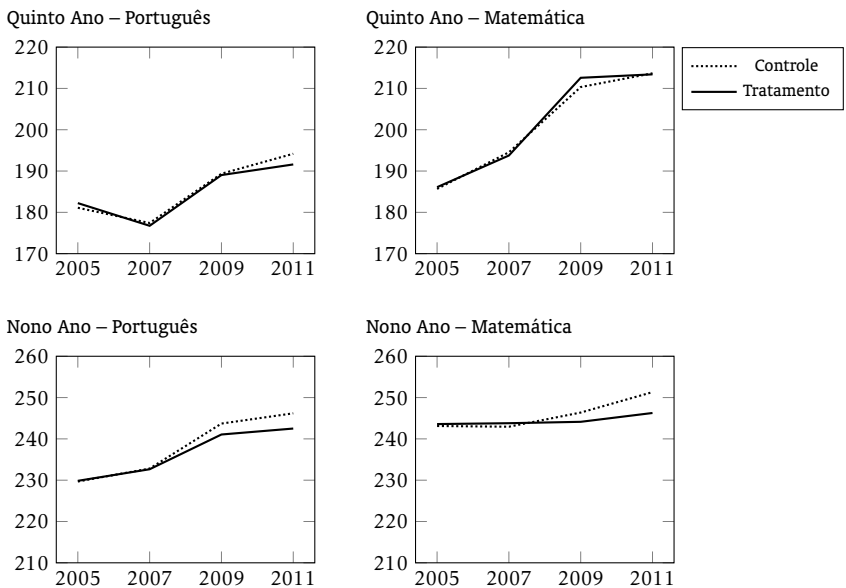 Quinto Ano – Português
220
210
200
190
180
170
2005 2007 2009 2011
Quinto Ano – Matemática
220
210
200
190
180
170
2005 2007 2009 2011
Controle
Tratamento
Nono Ano – Português
260
250
240
230
220
210
2005 2007 2009 2011
Nono Ano – Matemática
260
250
240
230
220
210
2005 2007 2009 2011